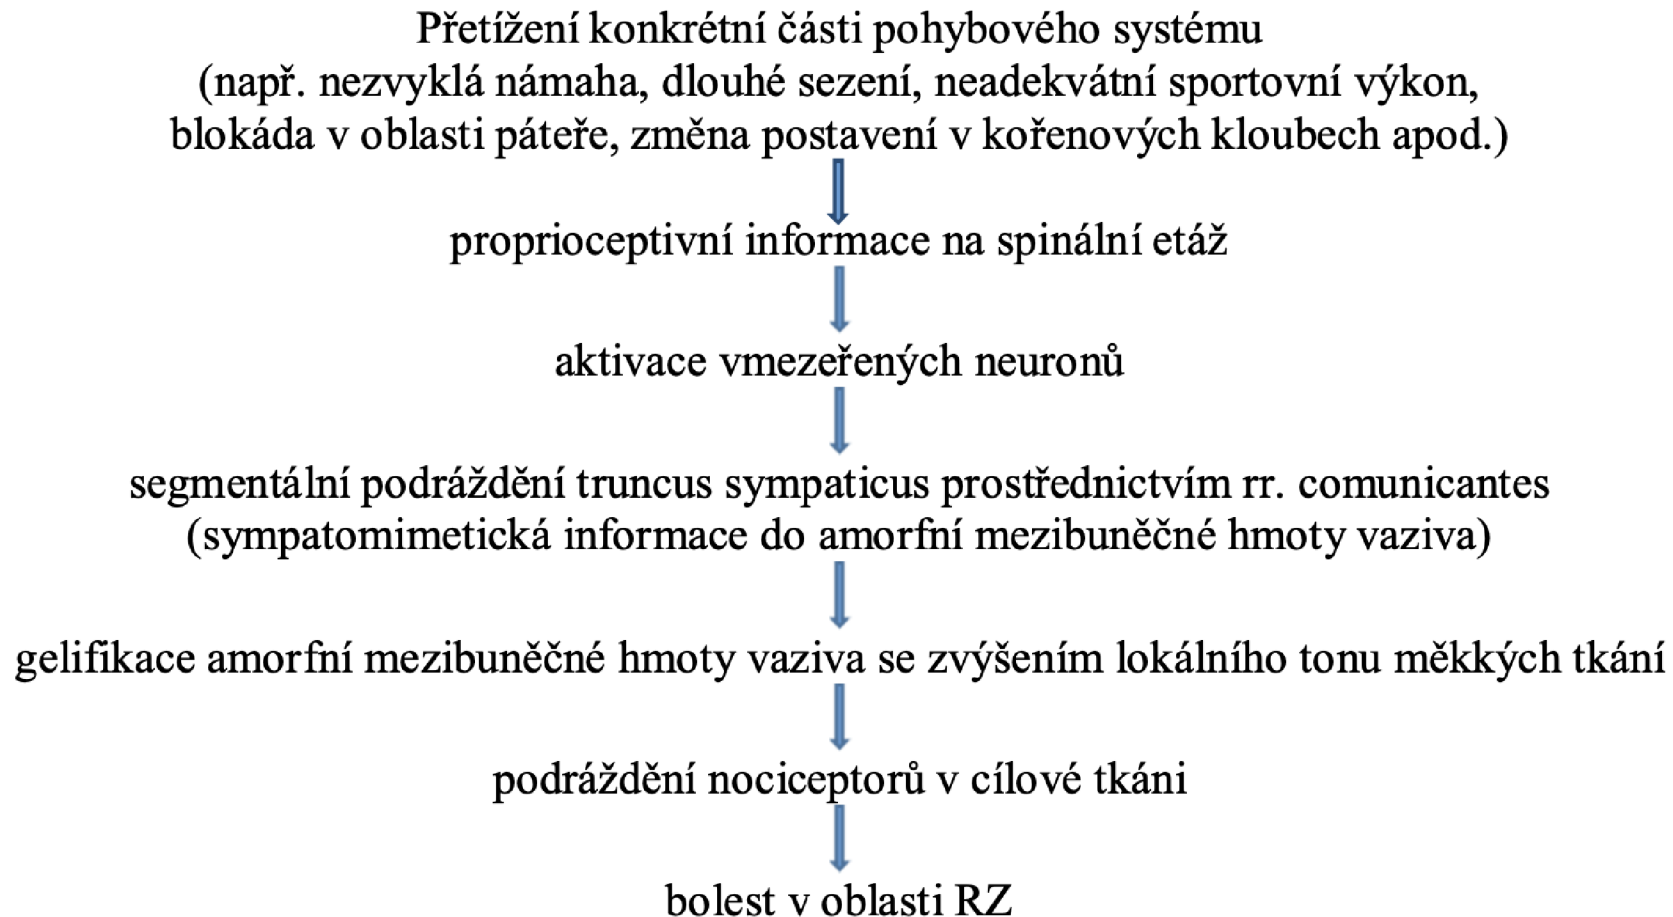 Přetížení konkrétní části pohybového systému
(např. nezvyklá námaha, dlouhé sezení, neadekvátní sportovní výkon,
blokáda v oblasti páteře, změna postavení v kořenových kloubech apod.)
proprioceptivní informace na spinální etáž
aktivace vmezeřených neuronů
segmentální podráždění truncus sympaticus prostřednictvím rr. comunicantes
(sympatomimetická informace do amorfní mezibuněčné hmoty vaziva)
gelifikace amorfní mezibuněčné hmoty vaziva se zvýšením lokálního tonu měkkých tkání
podráždění nociceptorů v cílové tkáni
bolest v oblasti RZ